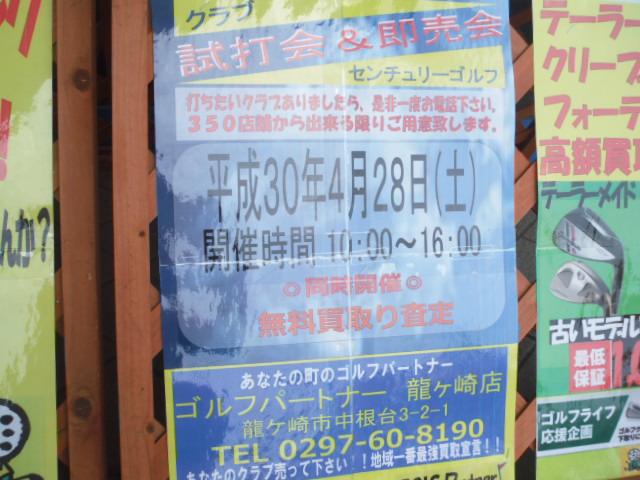 クラブ
試打会&即売会
センチュリーゴルフ
打ちたいクラブありましたら、是非一度お電話下さい。
350店舗から出来る限りご用意致します。
平成30年4月28日(土)
開催時間 10:00〜16:00
◎同時開催◎
無料買取り査定
あなたの町のゴルフパートナー
ゴルフパートナー 龍ヶ崎店
龍ヶ崎市中根台3-2-1
TEL 0297-60-8190
あなたのクラブ売って下さい!!地域一番最強買取宣言!!
んか?
テーラー
クリーブ
フォーテ
高額買取
テーラーメイド
古いモデル
最低
保証
ゴルフライフ
応援企画